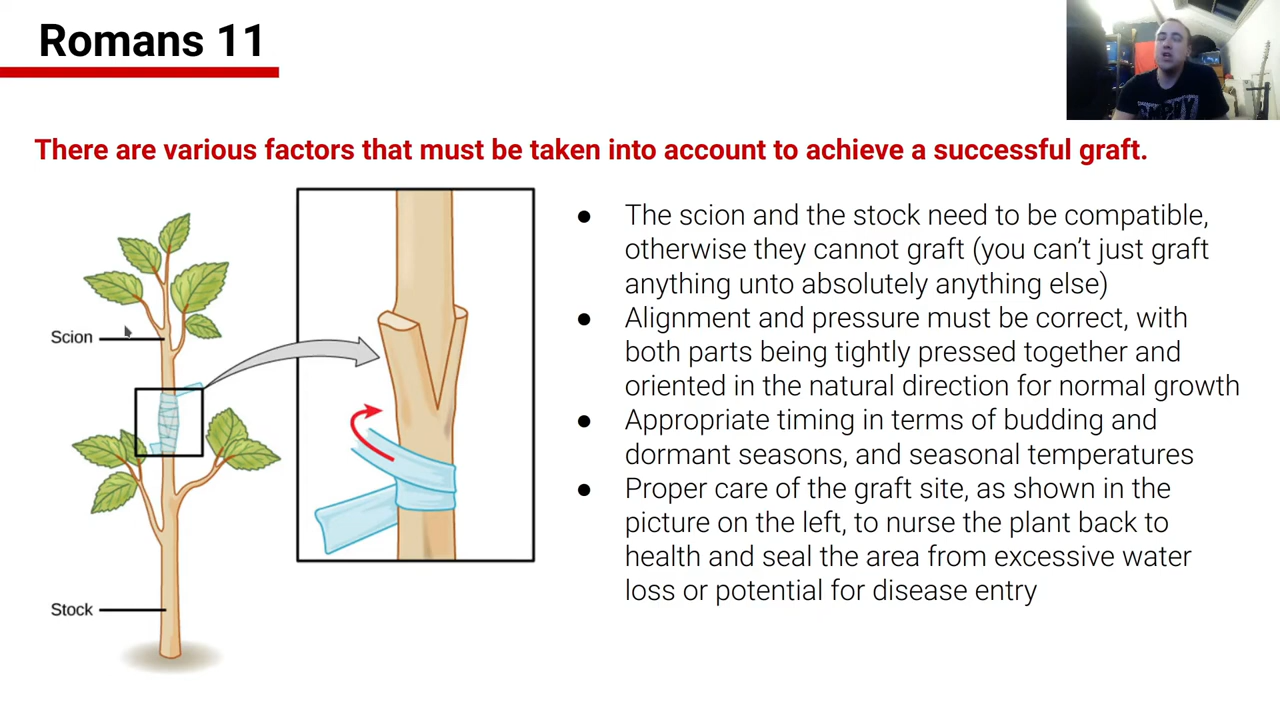 Romans 11
There are various factors that must be taken into account to achieve a successful graft.
Scion
Stock
● The scion and the stock need to be compatible,
otherwise they cannot graft (you can’t just graft
anything unto absolutely anything else)
● Alignment and pressure must be correct, with
both parts being tightly pressed together and
oriented in the natural direction for normal growth
● Appropriate timing in terms of budding and
dormant seasons, and seasonal temperatures
● Proper care of the graft site, as shown in the
picture on the left, to nurse the plant back to
health and seal the area from excessive water
loss or potential for disease entry